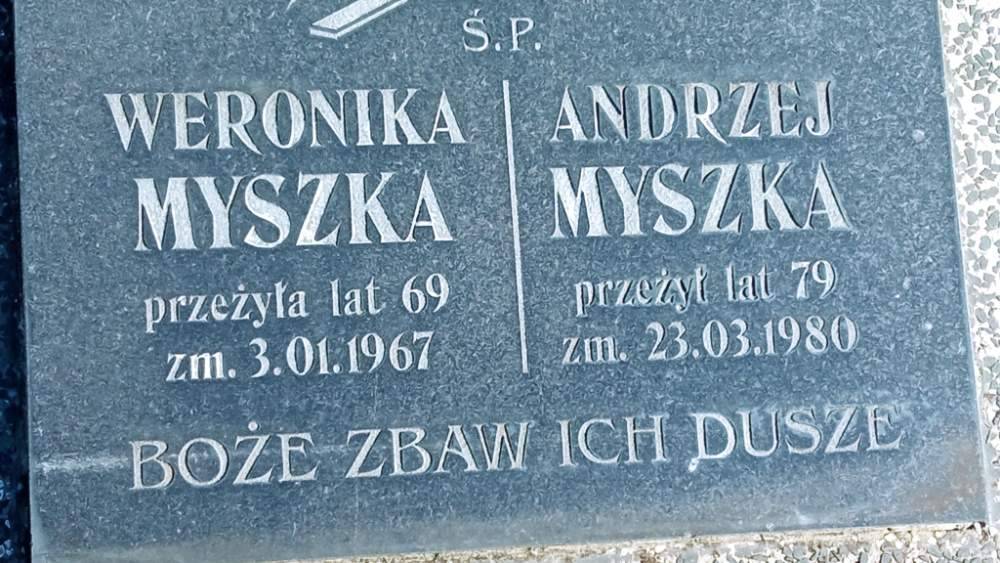 Ś.P.
WERONIKA
MYSZKA
przeżyła lat 69
zm. 3.01.1967
ANDRZEJ
MYSZKA
przeżył lat 79
zm. 23.03.1980
BOŻE ZBAW ICH DUSZE